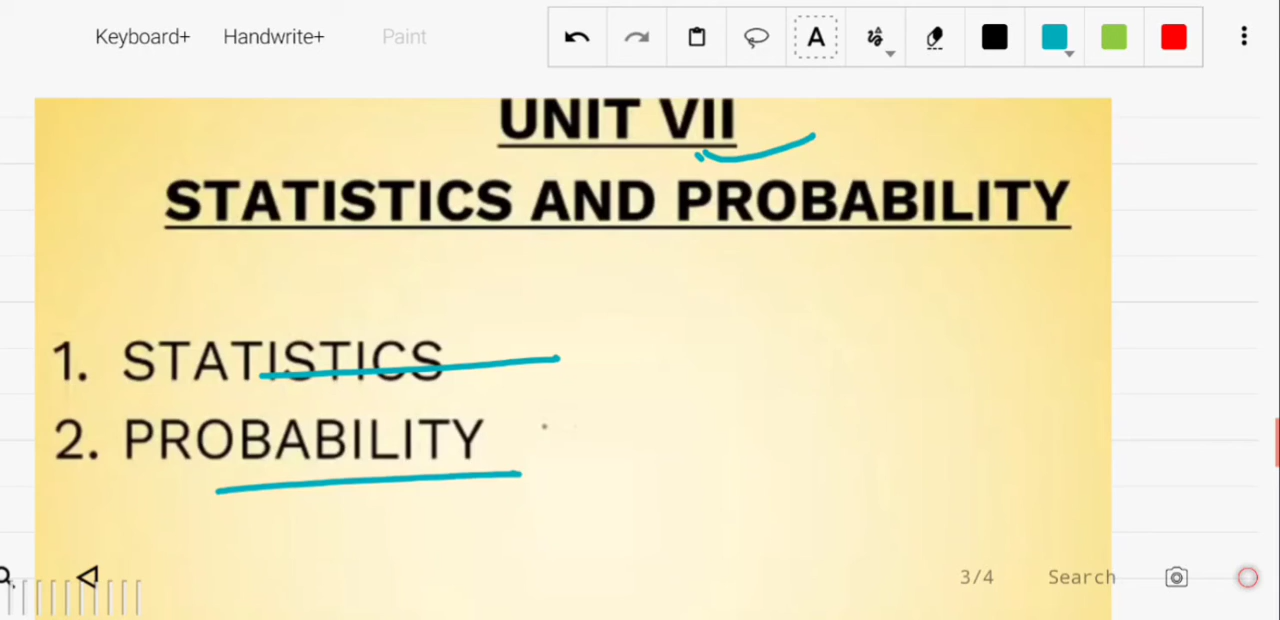 Keyboard+ Handwrite+ Paint A
UNIT VII
STATISTICS AND PROBABILITY
1. STATISTICS
2. PROBABILITY
3/4 Search